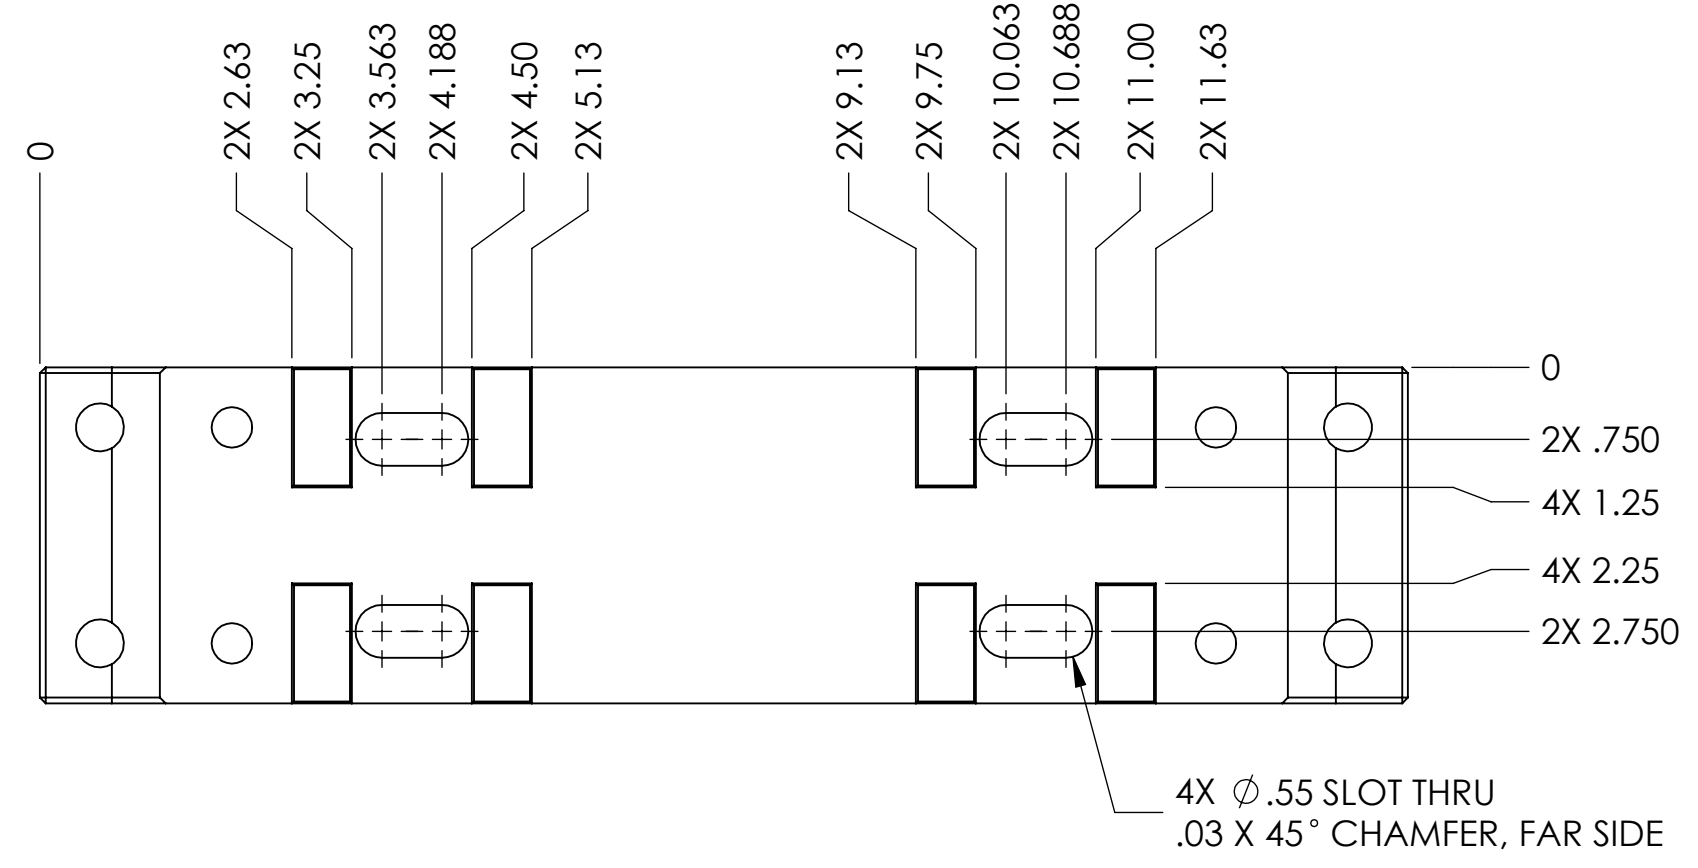 0
2X 2.63
2X 3.25
2X 3.563
2X 4.188
2X 4.50
2X 5.13
2X 9.13
2X 9.75
2X 10.063
2X 10.688
2X 11.00
2X 11.63
0
2X .750
4X 1.25
4X 2.25
2X 2.750
4X ∅.55 SLOT THRU
.03 X 45° CHAMFER, FAR SIDE